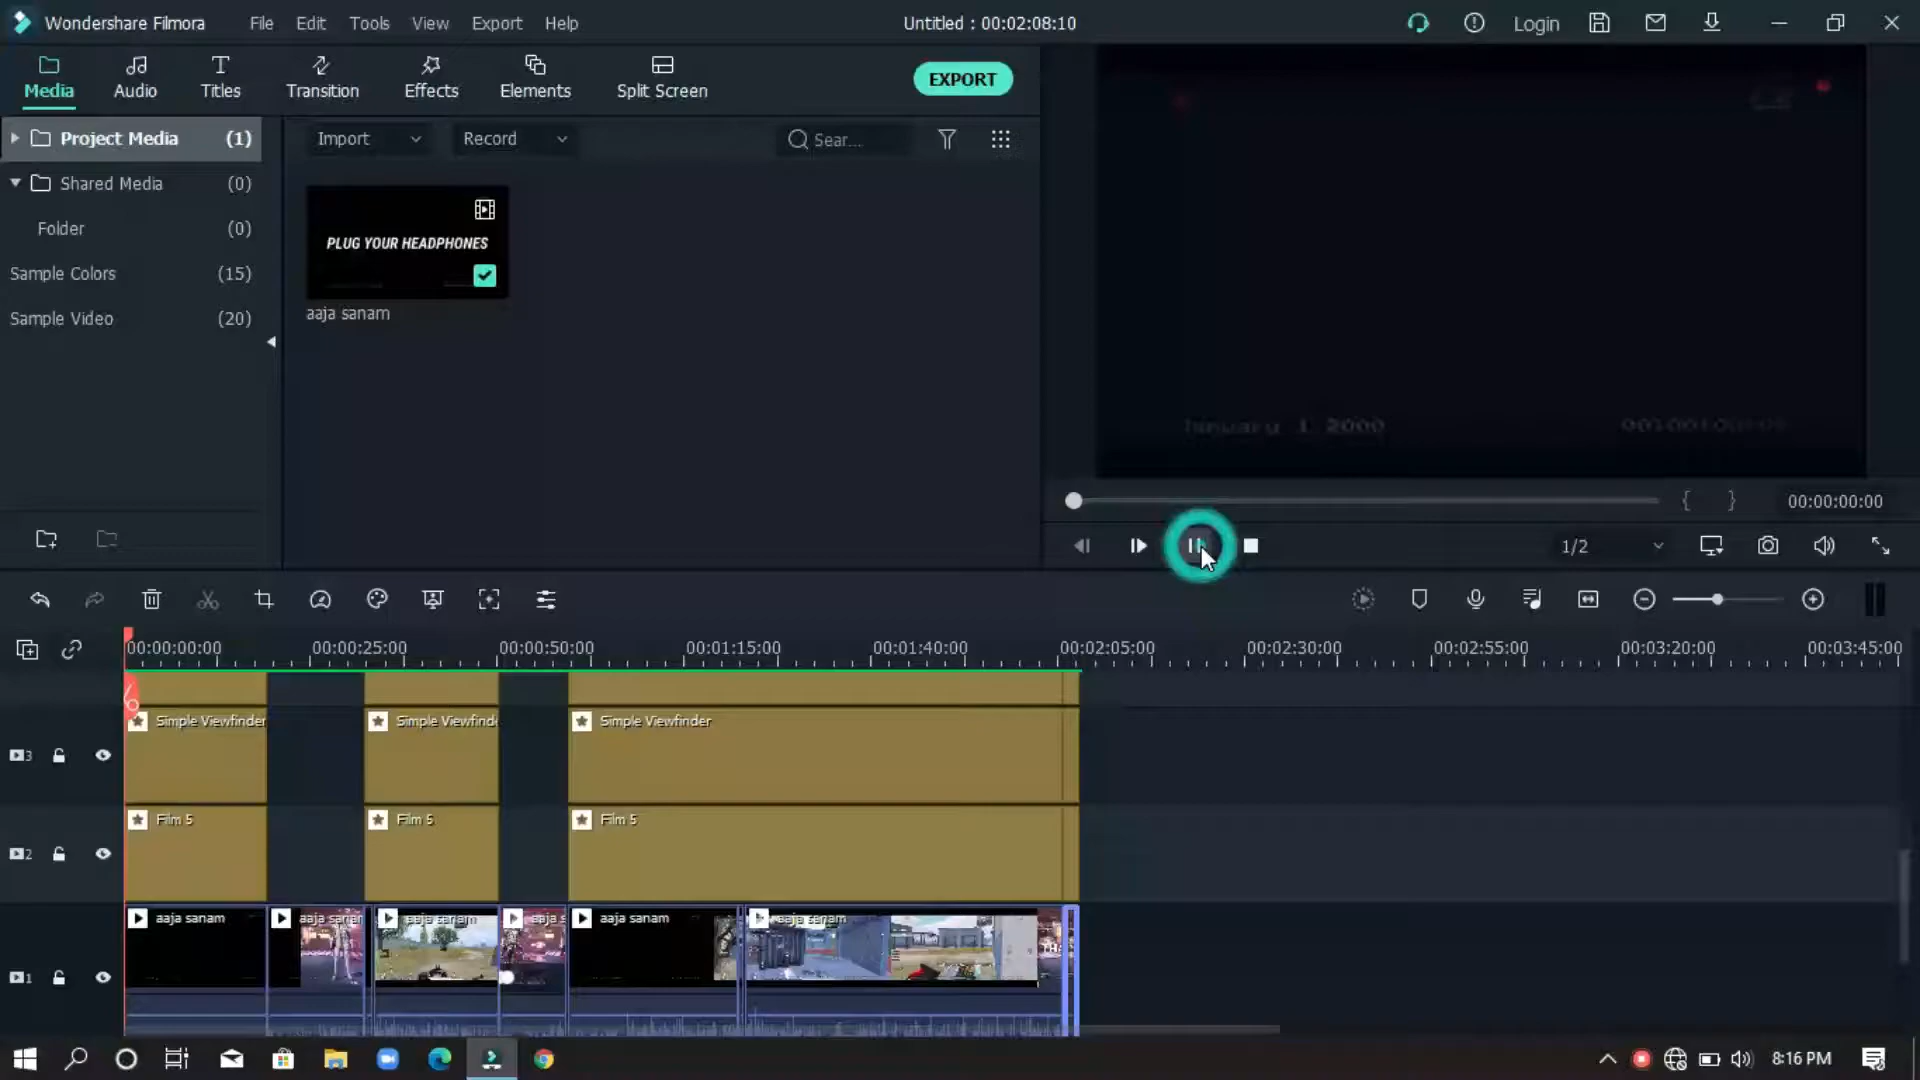 Wondershare Filmora File Edit Tools View Export Help Untitled : 00:02:08:10 Login
Media Audio Titles Transition Effects Elements Split Screen EXPORT
Project Media (1) Import Record Sear...
Shared Media (0)
Folder (0)
Sample Colors (15)
Sample Video (20)
PLUG YOUR HEADPHONES
aaja sanam
January 1 2000
00:00:00:00
1/2
00:00:00:00 00:00:25:00 00:00:50:00 00:01:15:00 00:01:40:00 00:02:05:00 00:02:30:00 00:02:55:00 00:03:20:00 00:03:45:00
Simple Viewfinder Simple Viewfind Simple Viewfinder
3
Film 5 Film 5 Film 5
2
aaja sanam aaja sanam aaja sanam aaja s aaja sanam aaja sanam
1
8:16 PM